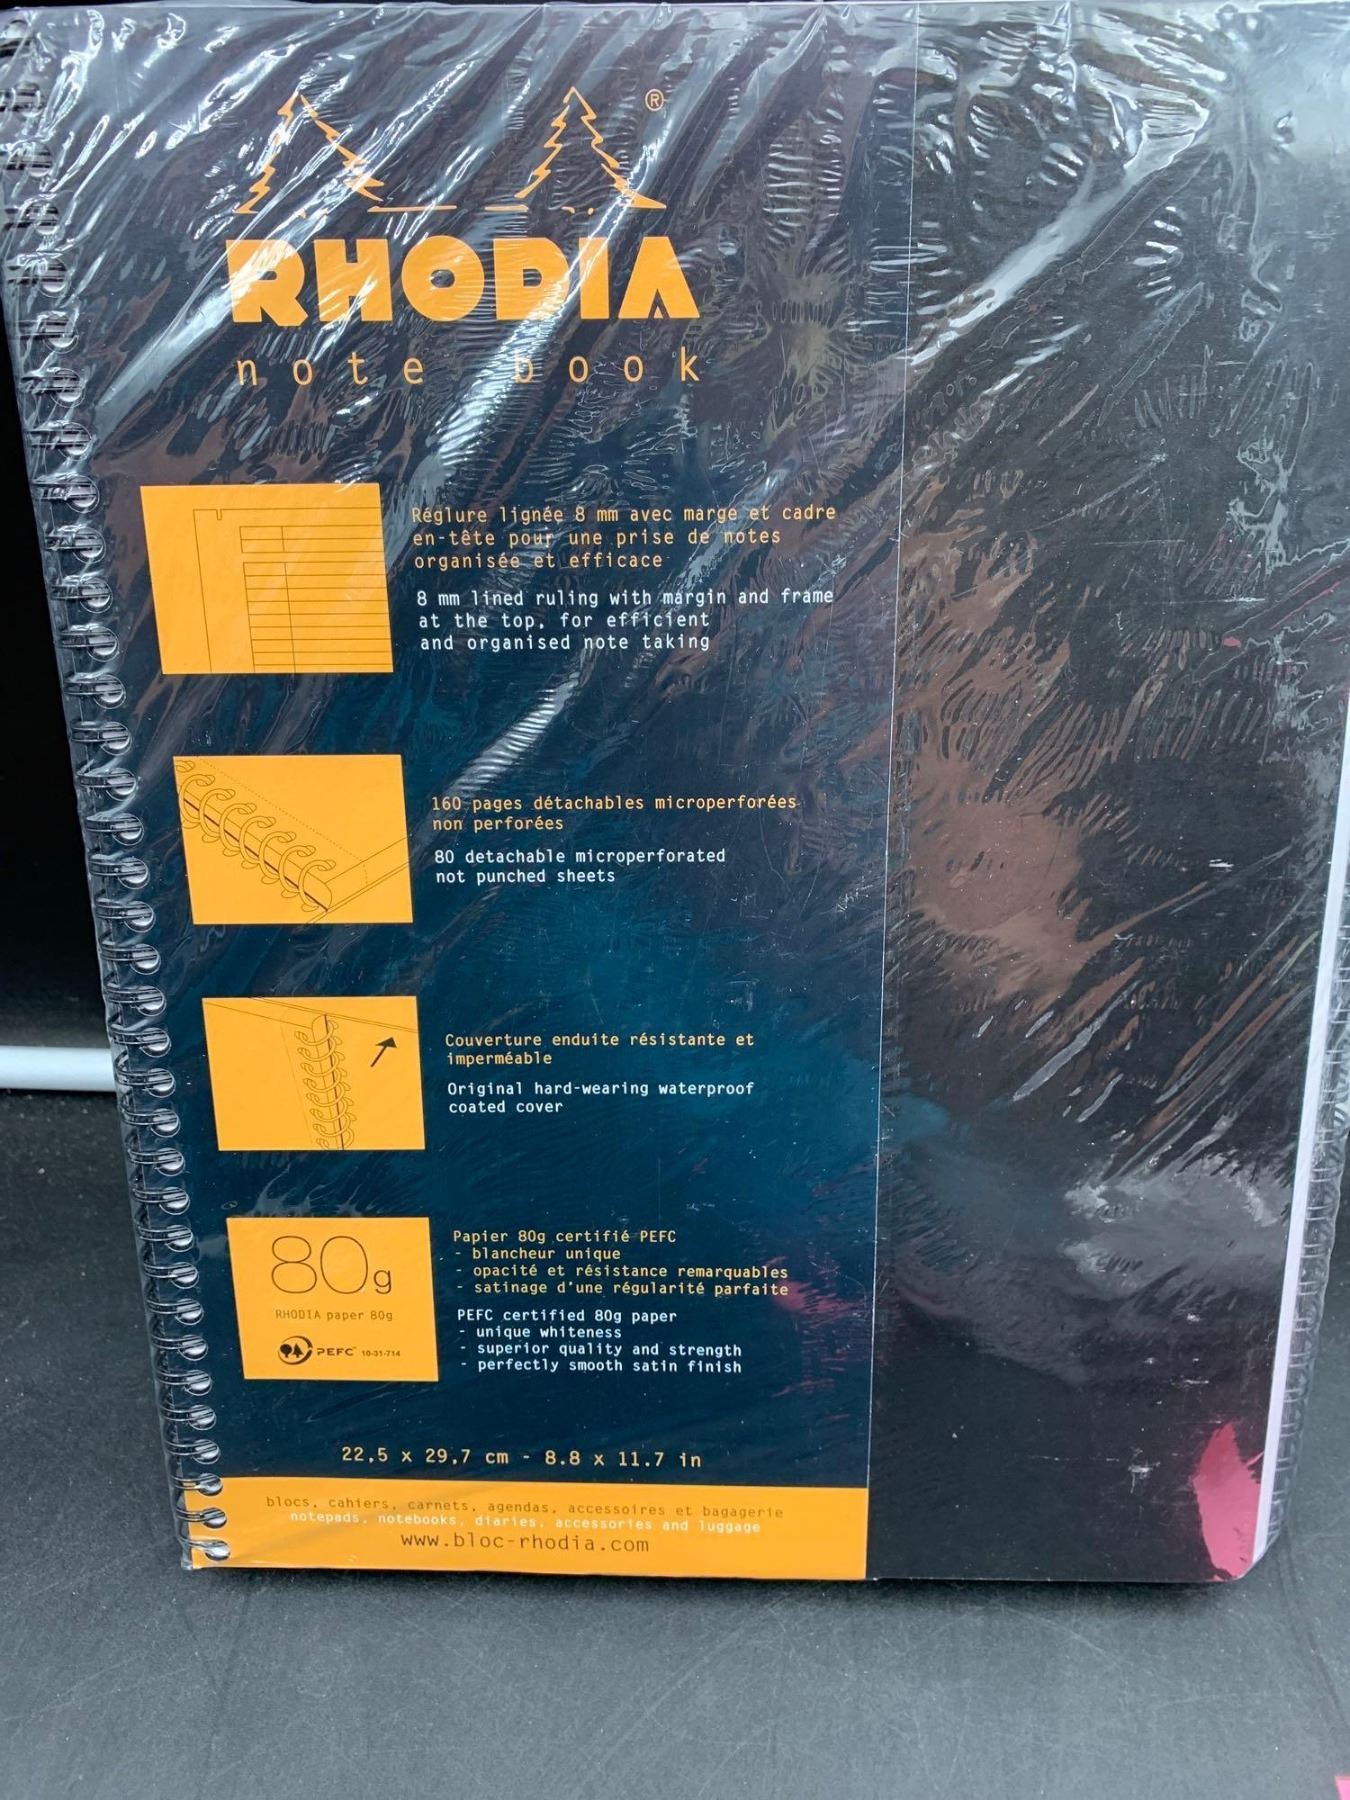 ®
RHODIA
note book
Réglure lignée 8 mm avec marge et cadre
en-tête pour une prise de notes
organisée et efficace
8 mm lined ruling with margin and frame
at the top, for efficient
and organised note taking
160 pages détachables microperforées
non perforées
80 detachable microperforated
not punched sheets
Couverture enduite résistante et
imperméable
Original hard-wearing waterproof
coated cover
80g
RHODIA paper 80g
PEFC 10-31-714
Papier 80g certifié PEFC
- blancheur unique
- opacité et résistance remarquables
- satinage d'une régularité parfaite
PEFC certified 80g paper
- unique whiteness
- superior quality and strength
- perfectly smooth satin finish
22,5 x 29,7 cm - 8.8 x 11.7 in
blocs, cahiers, carnets, agendas, accessoires et bagagerie
notepads, notebooks, diaries, accessories and luggage
www.bloc-rhodia.com